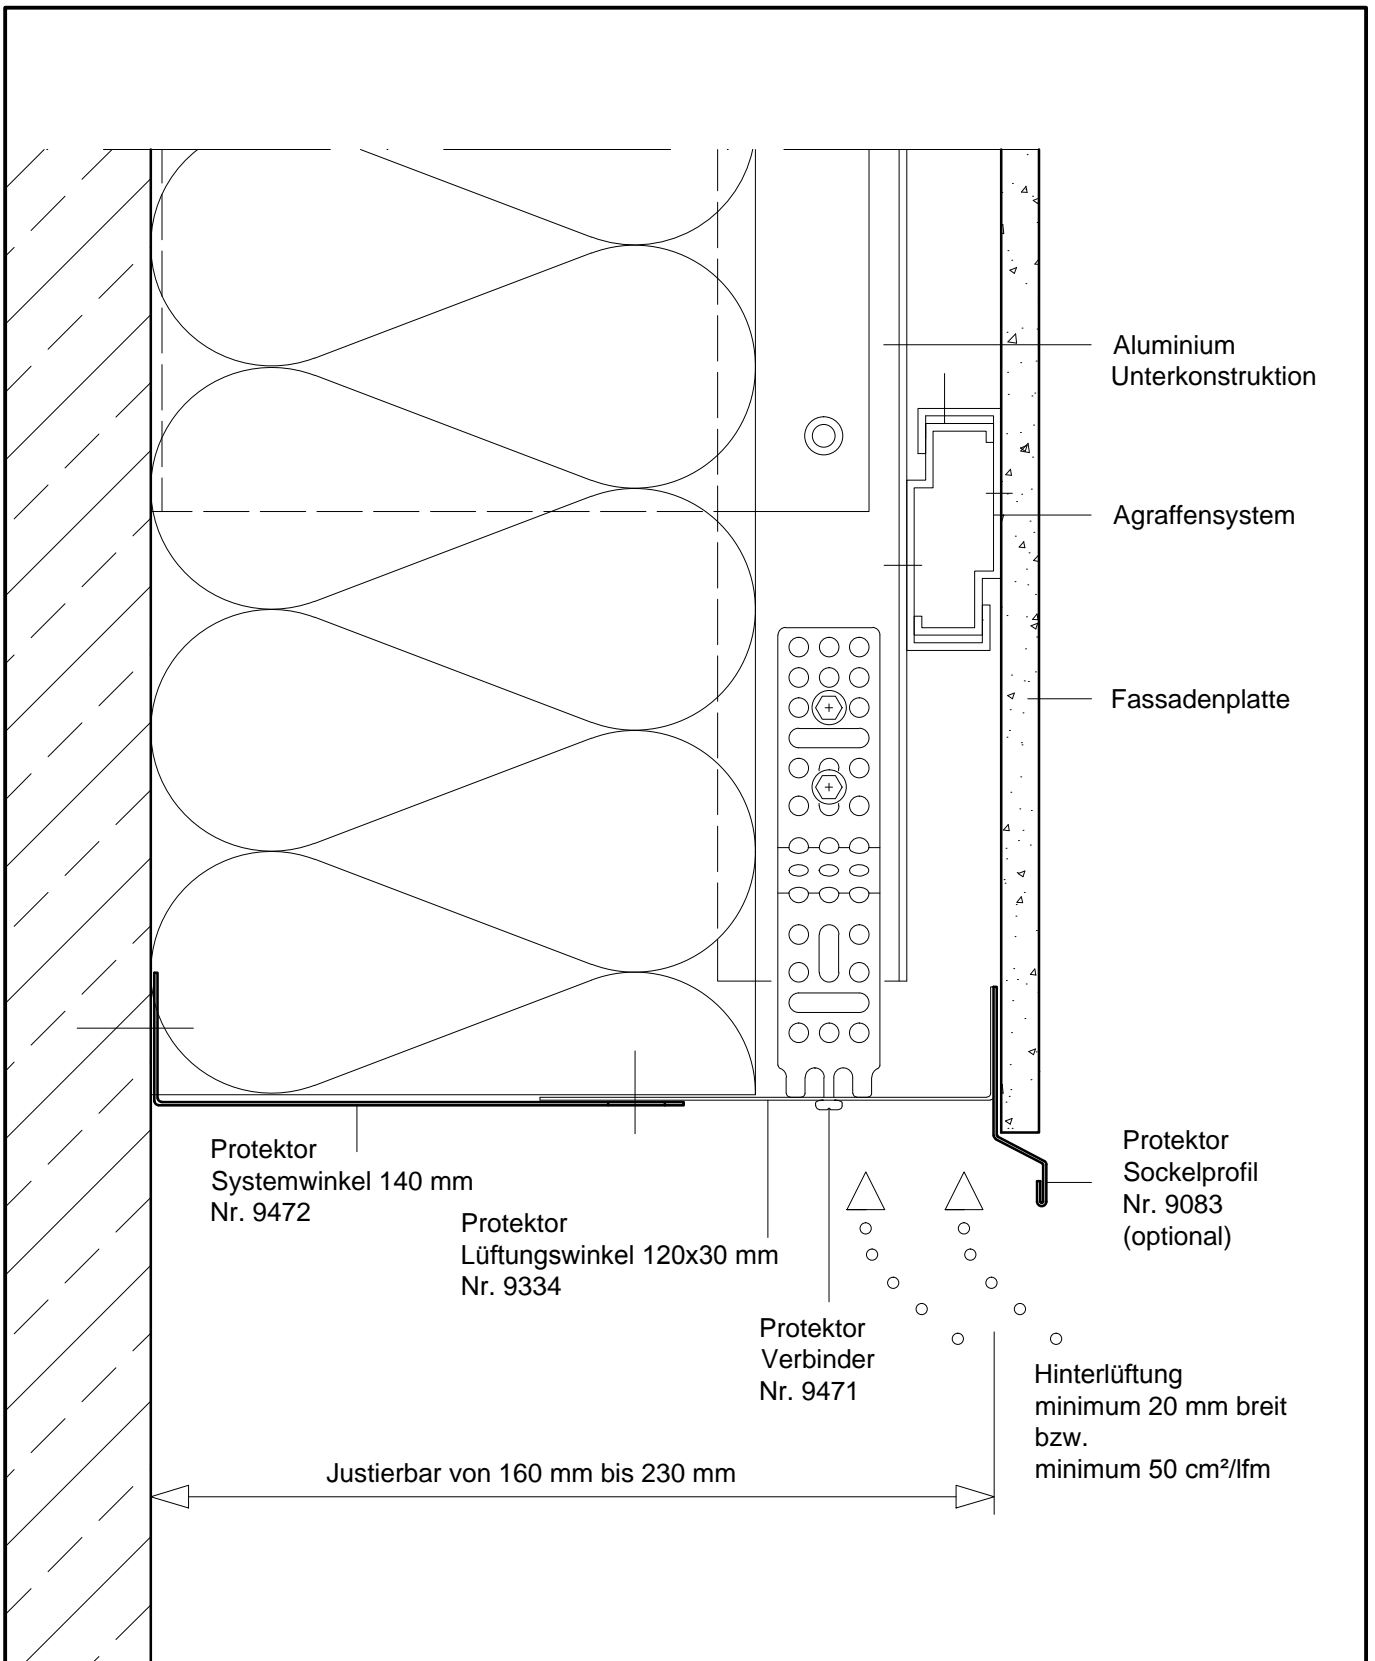 Aluminium
Unterkonstruktion
Agraffensystem
Fassadenplatte
Protektor
Systemwinkel 140 mm
Nr. 9472
Protektor
Lüftungswinkel 120x30 mm
Nr. 9334
Protektor
Verbinder
Nr. 9471
Protektor
Sockelprofil
Nr. 9083
(optional)
Hinterlüftung
minimum 20 mm breit
bzw.
minimum 50 cm²/lfm
Justierbar von 160 mm bis 230 mm